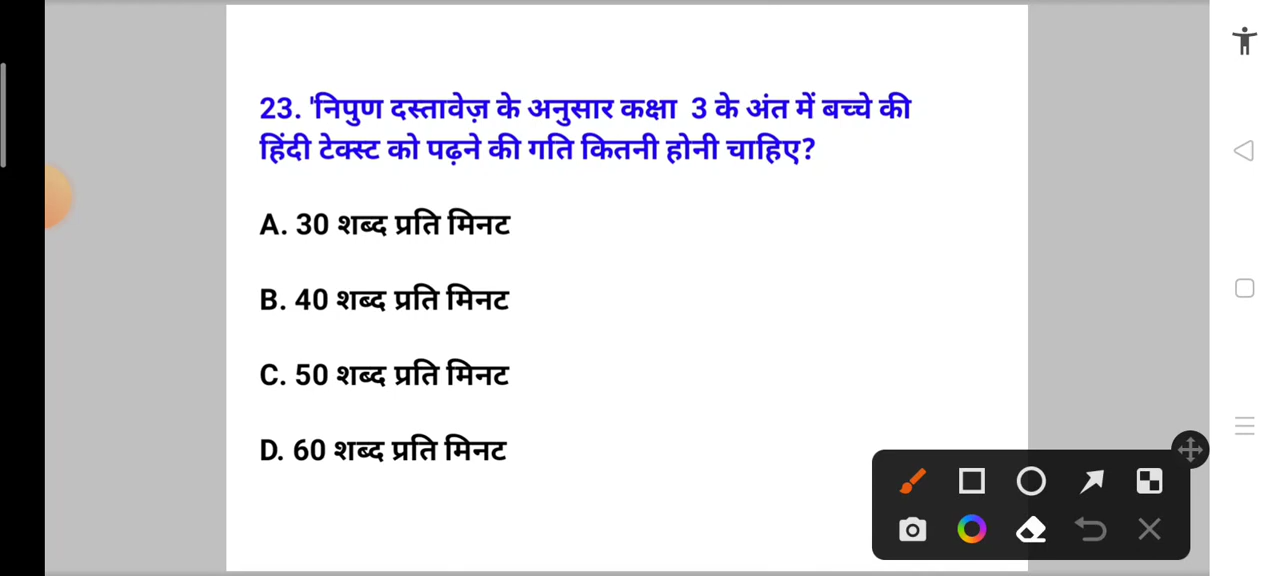 23. 'निपुण दस्तावेज़ के अनुसार कक्षा 3 के अंत में बच्चे की
हिंदी टेक्स्ट को पढ़ने की गति कितनी होनी चाहिए?
A. 30 शब्द प्रति मिनट
B. 40 शब्द प्रति मिनट
C. 50 शब्द प्रति मिनट
D. 60 शब्द प्रति मिनट